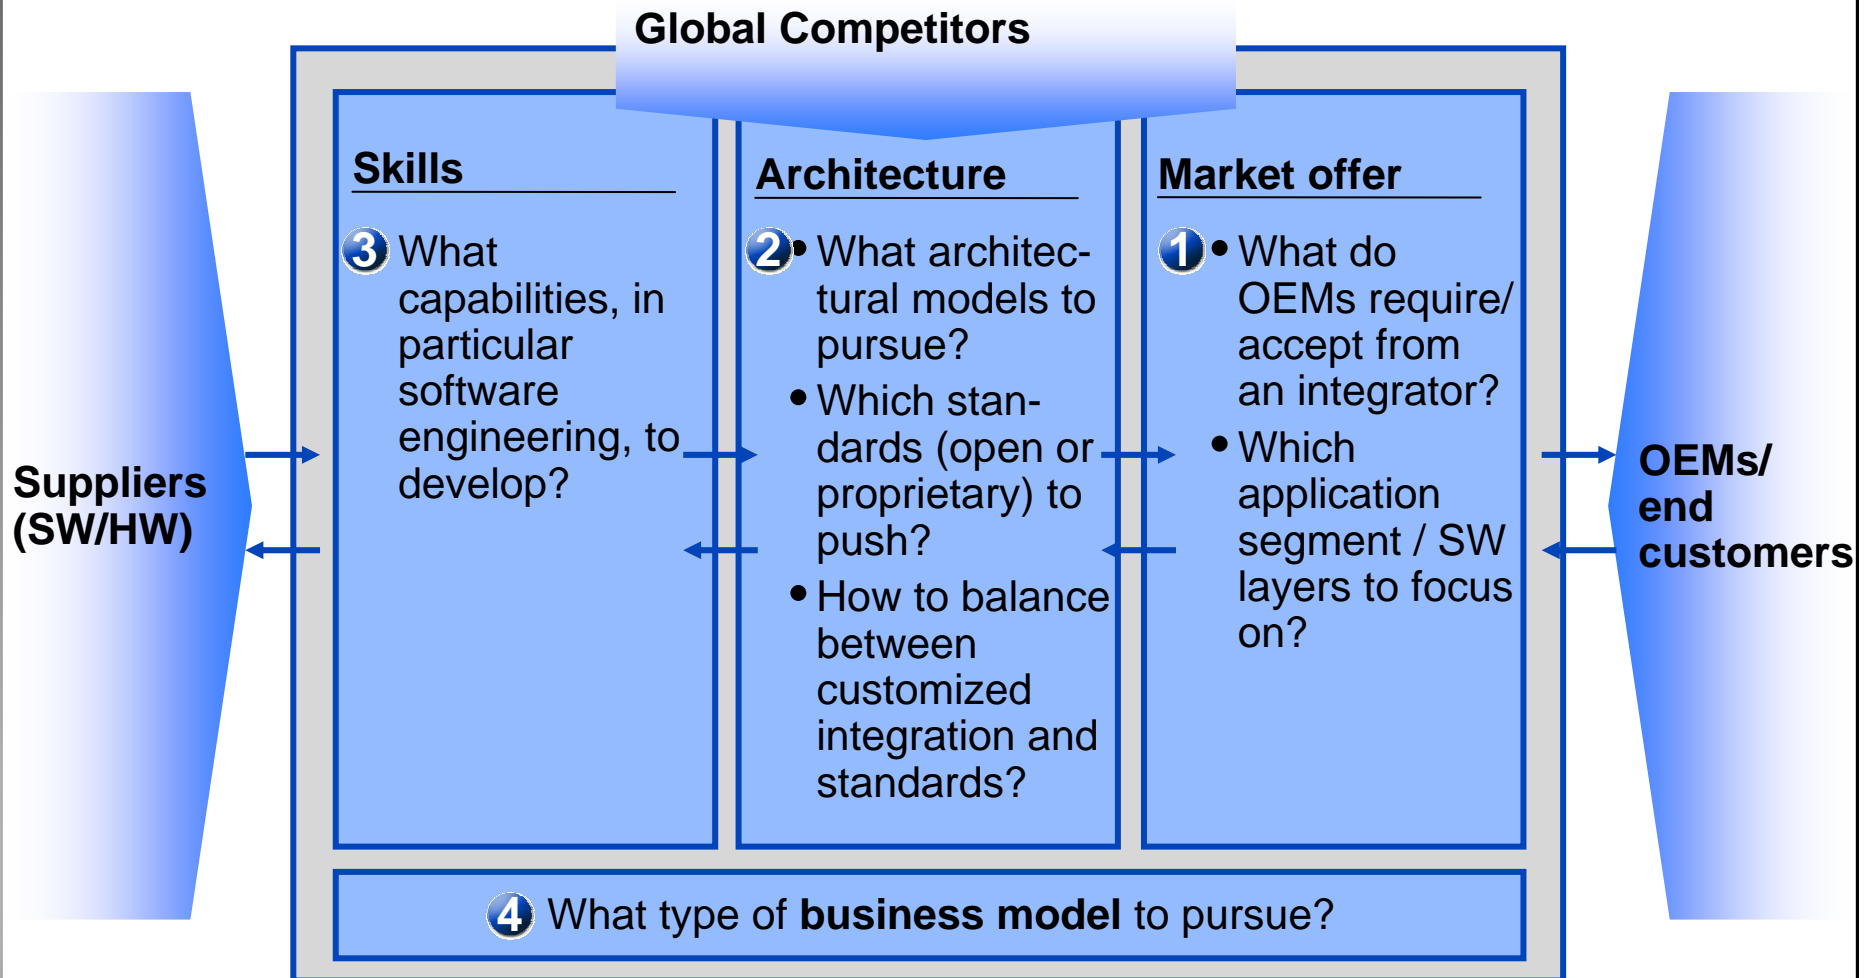 Global Competitors
Suppliers
(SW/HW)
Skills
3 What
capabilities, in
particular
software
engineering, to
develop?
Architecture
2 • What architec-
tural models to
pursue?
• Which stan-
dards (open or
proprietary) to
push?
• How to balance
between
customized
integration and
standards?
Market offer
1 • What do
OEMs require/
accept from
an integrator?
• Which
application
segment / SW
layers to focus
on?
OEMs/
end
customers
4 What type of business model to pursue?